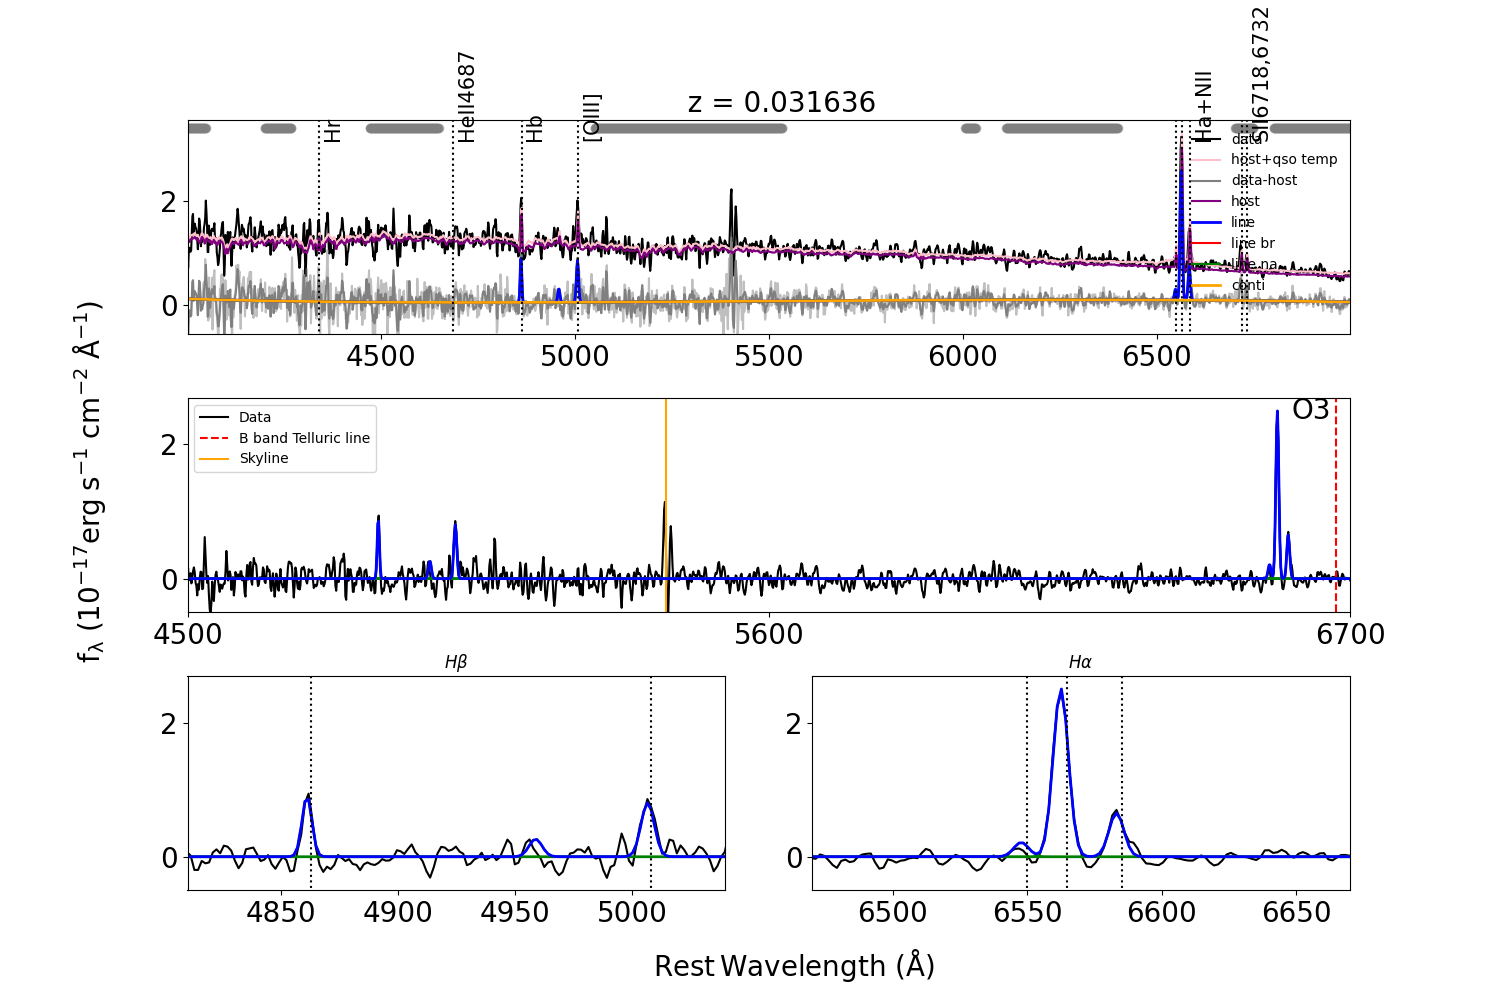 z = 0.031636
Hr
HeII4687
Hb
[OIII]
Ha+NII
SII6718,6732
data
host+qso temp
data-host
host
line
line br
line na
conti
2
0
4500 5000 5500 6000 6500
Data
B band Telluric line
Skyline
O3
2
0
4500 5600 6700
fλ (10⁻¹⁷erg s⁻¹ cm⁻² Å⁻¹)
Hβ
2
0
4850 4900 4950 5000
Hα
2
0
6500 6550 6600 6650
Rest Wavelength (Å)